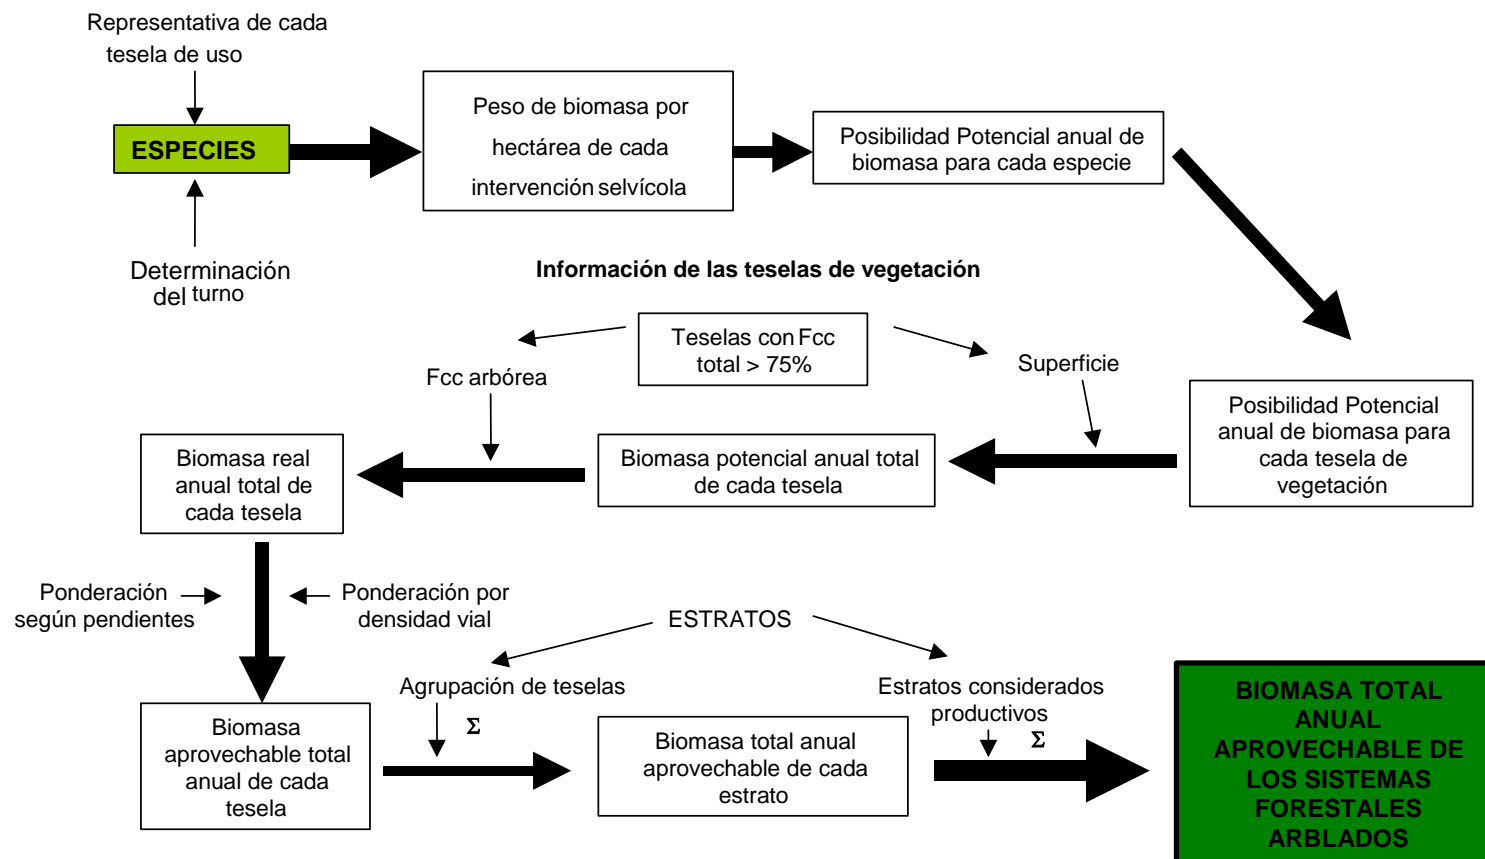 Representativa de cada
tesela de uso
ESPECIES
Determinación
del turno
Peso de biomasa por
hectárea de cada
intervención selvícola
Posibilidad Potencial anual de
biomasa para cada especie
Información de las teselas de vegetación
Teselas con Fcc
total > 75%
Fcc arbórea
Superficie
Posibilidad Potencial
anual de biomasa para
cada tesela de
vegetación
Biomasa potencial anual total
de cada tesela
Biomasa real
anual total de
cada tesela
Ponderación
según pendientes
Ponderación por
densidad vial
ESTRATOS
Agrupación de teselas
Σ
Estratos considerados
productivos
Σ
Biomasa
aprovechable total
anual de cada
tesela
Biomasa total anual
aprovechable de cada
estrato
BIOMASA TOTAL
ANUAL
APROVECHABLE DE
LOS SISTEMAS
FORESTALES
ARBLADOS